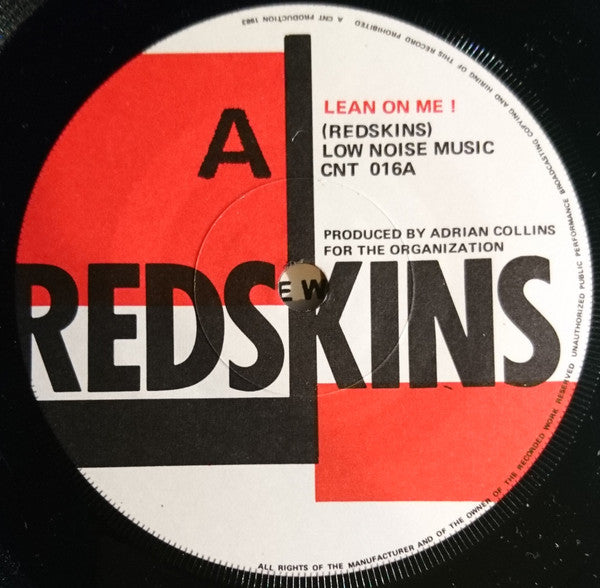 A
LEAN ON ME !
(REDSKINS)
LOW NOISE MUSIC
CNT 016A
PRODUCED BY ADRIAN COLLINS
FOR THE ORGANIZATION
REDSKINS
E W
ALL RIGHTS OF THE MANUFACTURER AND OF THE OWNER OF THE RECORDED WORK RESERVED UNAUTHORIZED PUBLIC PERFORMANCE BROADCASTING COPYING AND HIRING OF THIS RECORD PROHIBITED A CNT PRODUCTION 1983